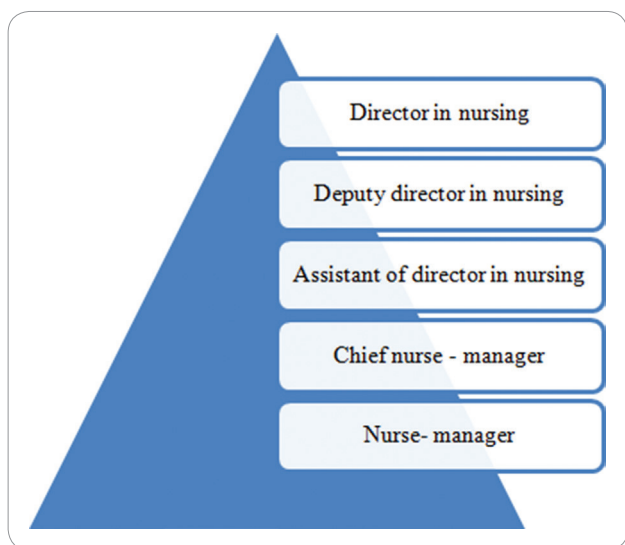 Director in nursing
Deputy director in nursing
Assistant of director in nursing
Chief nurse - manager
Nurse- manager